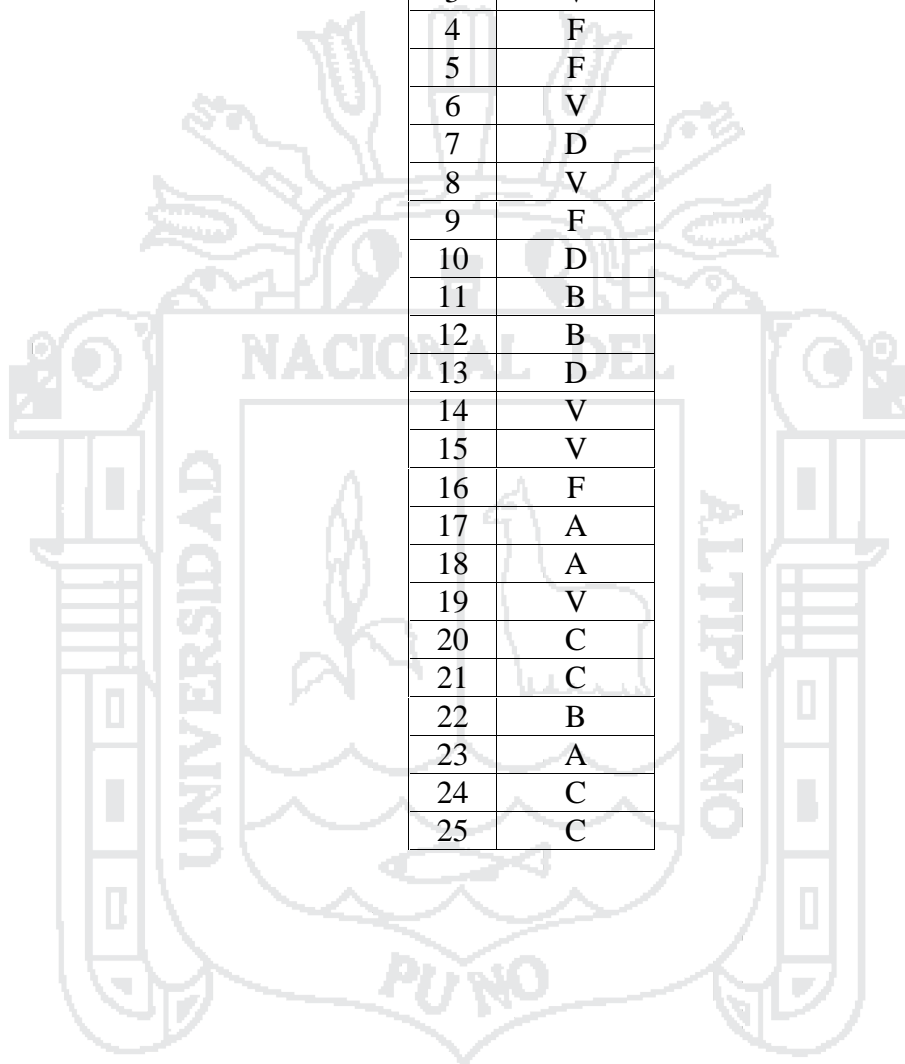 4 F
5 F
6 V
7 D
8 V
9 F
10 D
11 B
12 B
NACIONAL DEL
13 D
14 V
15 V
16 F
17 A
18 A
19 V
20 C
21 C
22 B
23 A
24 C
25 C
UNIVERSIDAD
ALTIPLANO
PUNO